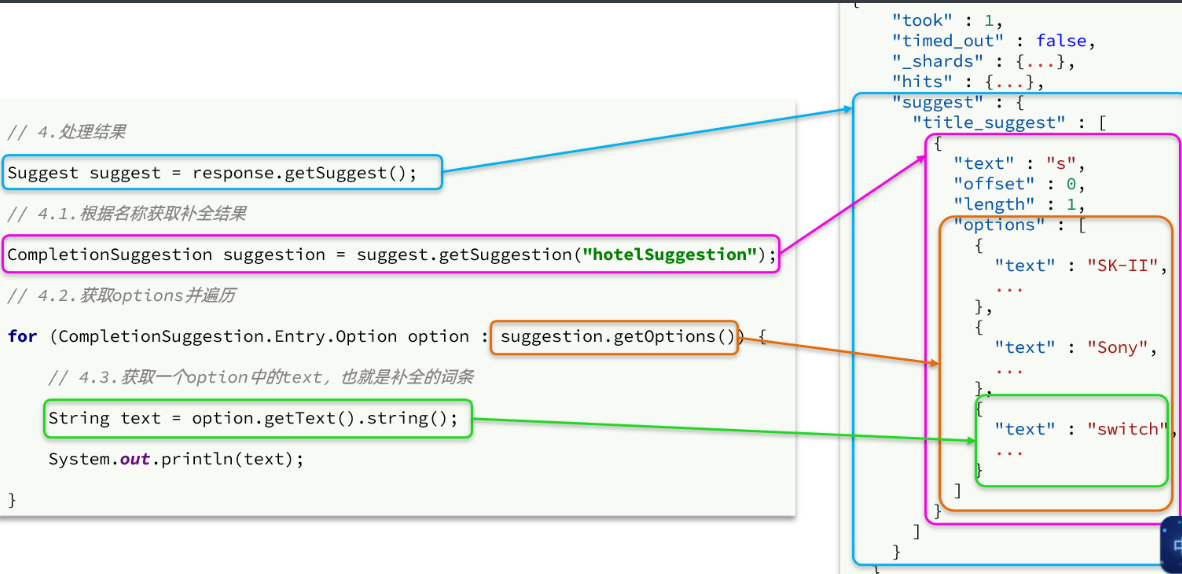 // 4.处理结果
Suggest suggest = response.getSuggest();
// 4.1.根据名称获取补全结果
CompletionSuggestion suggestion = suggest.getSuggestion("hotelSuggestion");
// 4.2.获取options并遍历
for (CompletionSuggestion.Entry.Option option : suggestion.getOptions()) {
// 4.3.获取一个option中的text，也就是补全的词条
String text = option.getText().string();
System.out.println(text);
}
{
"took" : 1,
"timed_out" : false,
"_shards" : {...},
"hits" : {...},
"suggest" : {
"title_suggest" : [
{
"text" : "s",
"offset" : 0,
"length" : 1,
"options" : [
{
"text" : "SK-II",
...
},
{
"text" : "Sony",
...
},
{
"text" : "switch",
...
}
]
}
]
}
}